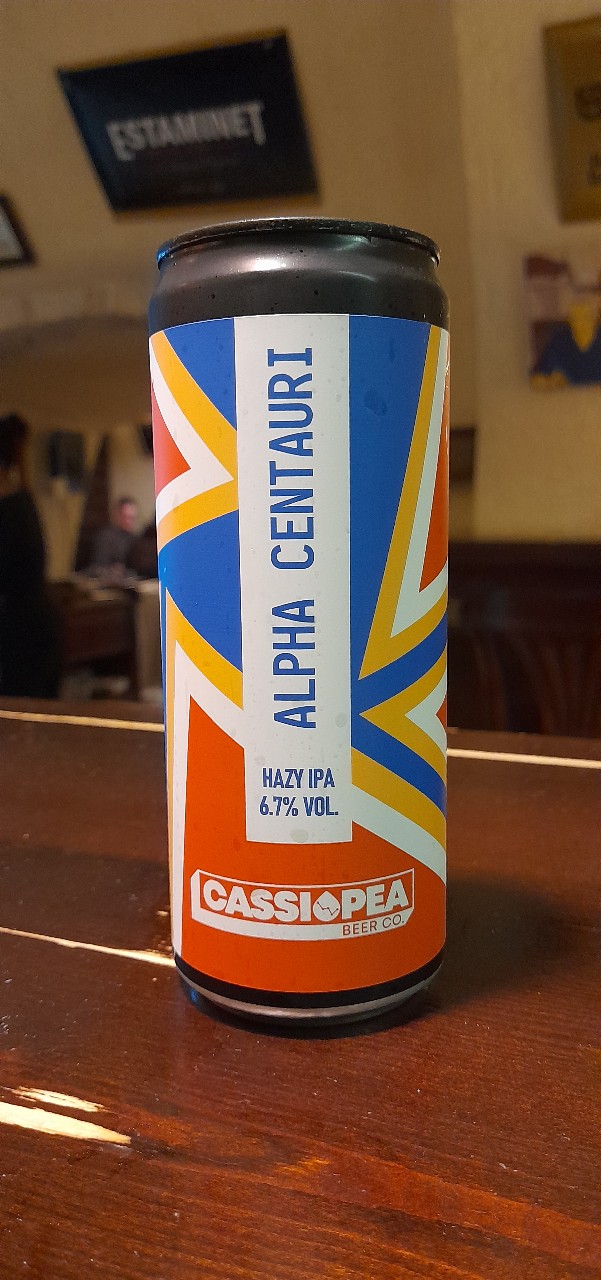 ESTAMINET
ALPHA CENTAURI
HAZY IPA
6.7% VOL.
CASSIOPEA
BEER CO.